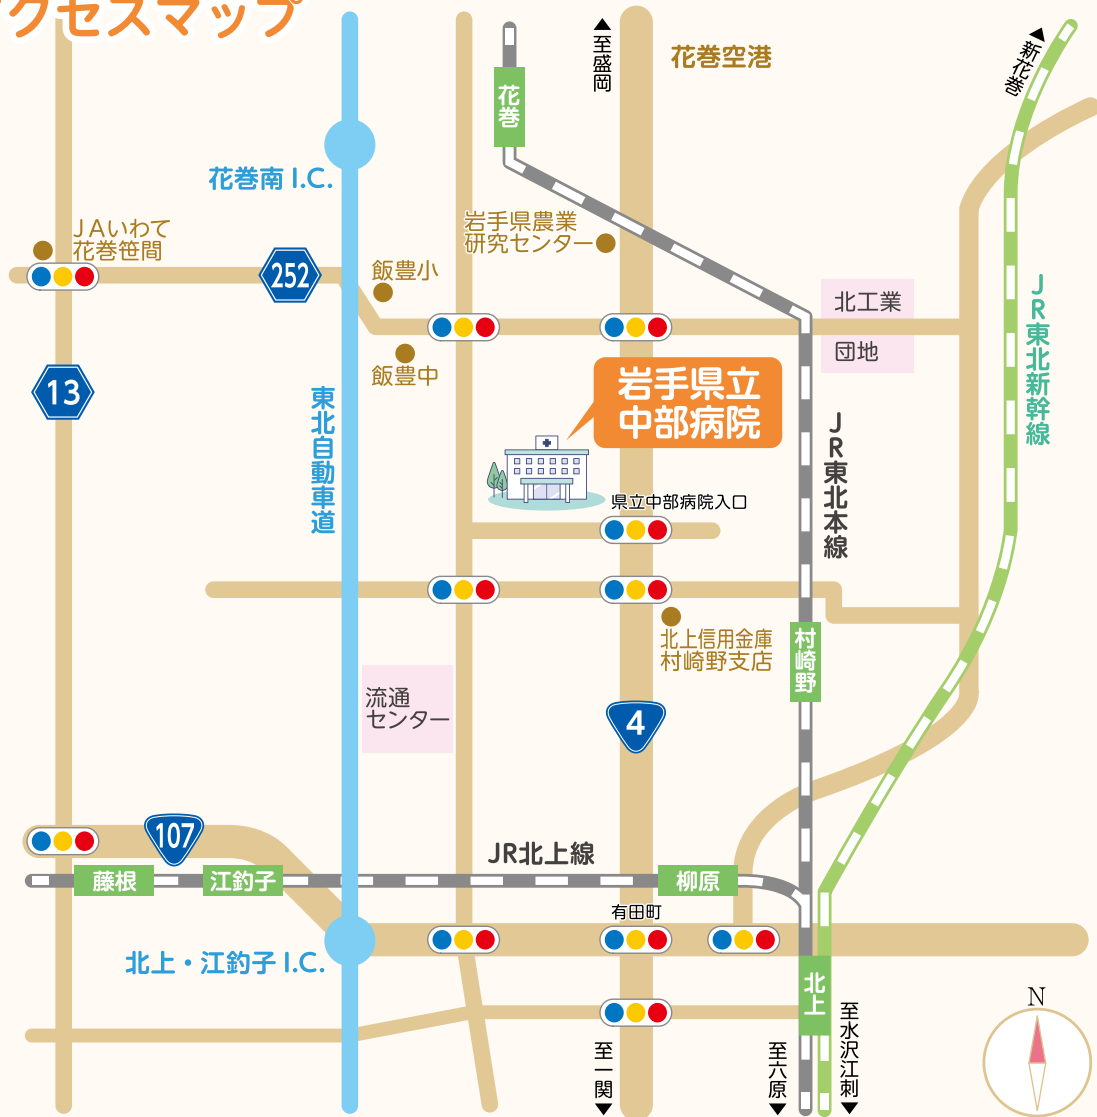 クセスマップ
至盛岡
花巻空港
新花巻
花巻
花巻南 I.C.
JAいわて
花巻笹間
岩手県農業
研究センター
252
飯豊小
北工業
団地
飯豊中
13
岩手県立
中部病院
東北自動車道
JR東北本線
JR東北新幹線
県立中部病院入口
北上信用金庫
村崎野支店
村崎野
流通
センター
4
107
JR北上線
藤根
江釣子
柳原
有田町
北上・江釣子 I.C.
北上
N
至一関
至六原
至水沢江刺